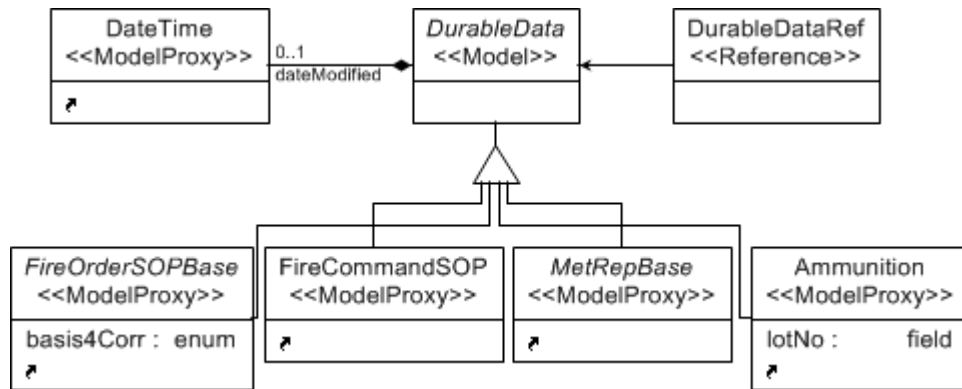 DateTime
<<ModelProxy>>
0..1
dateModified
DurableData
<<Model>>
DurableDataRef
<<Reference>>
FireOrderSOPBase
<<ModelProxy>>
basis4Corr : enum
FireCommandSOP
<<ModelProxy>>
MetRepBase
<<ModelProxy>>
Ammunition
<<ModelProxy>>
lotNo : field